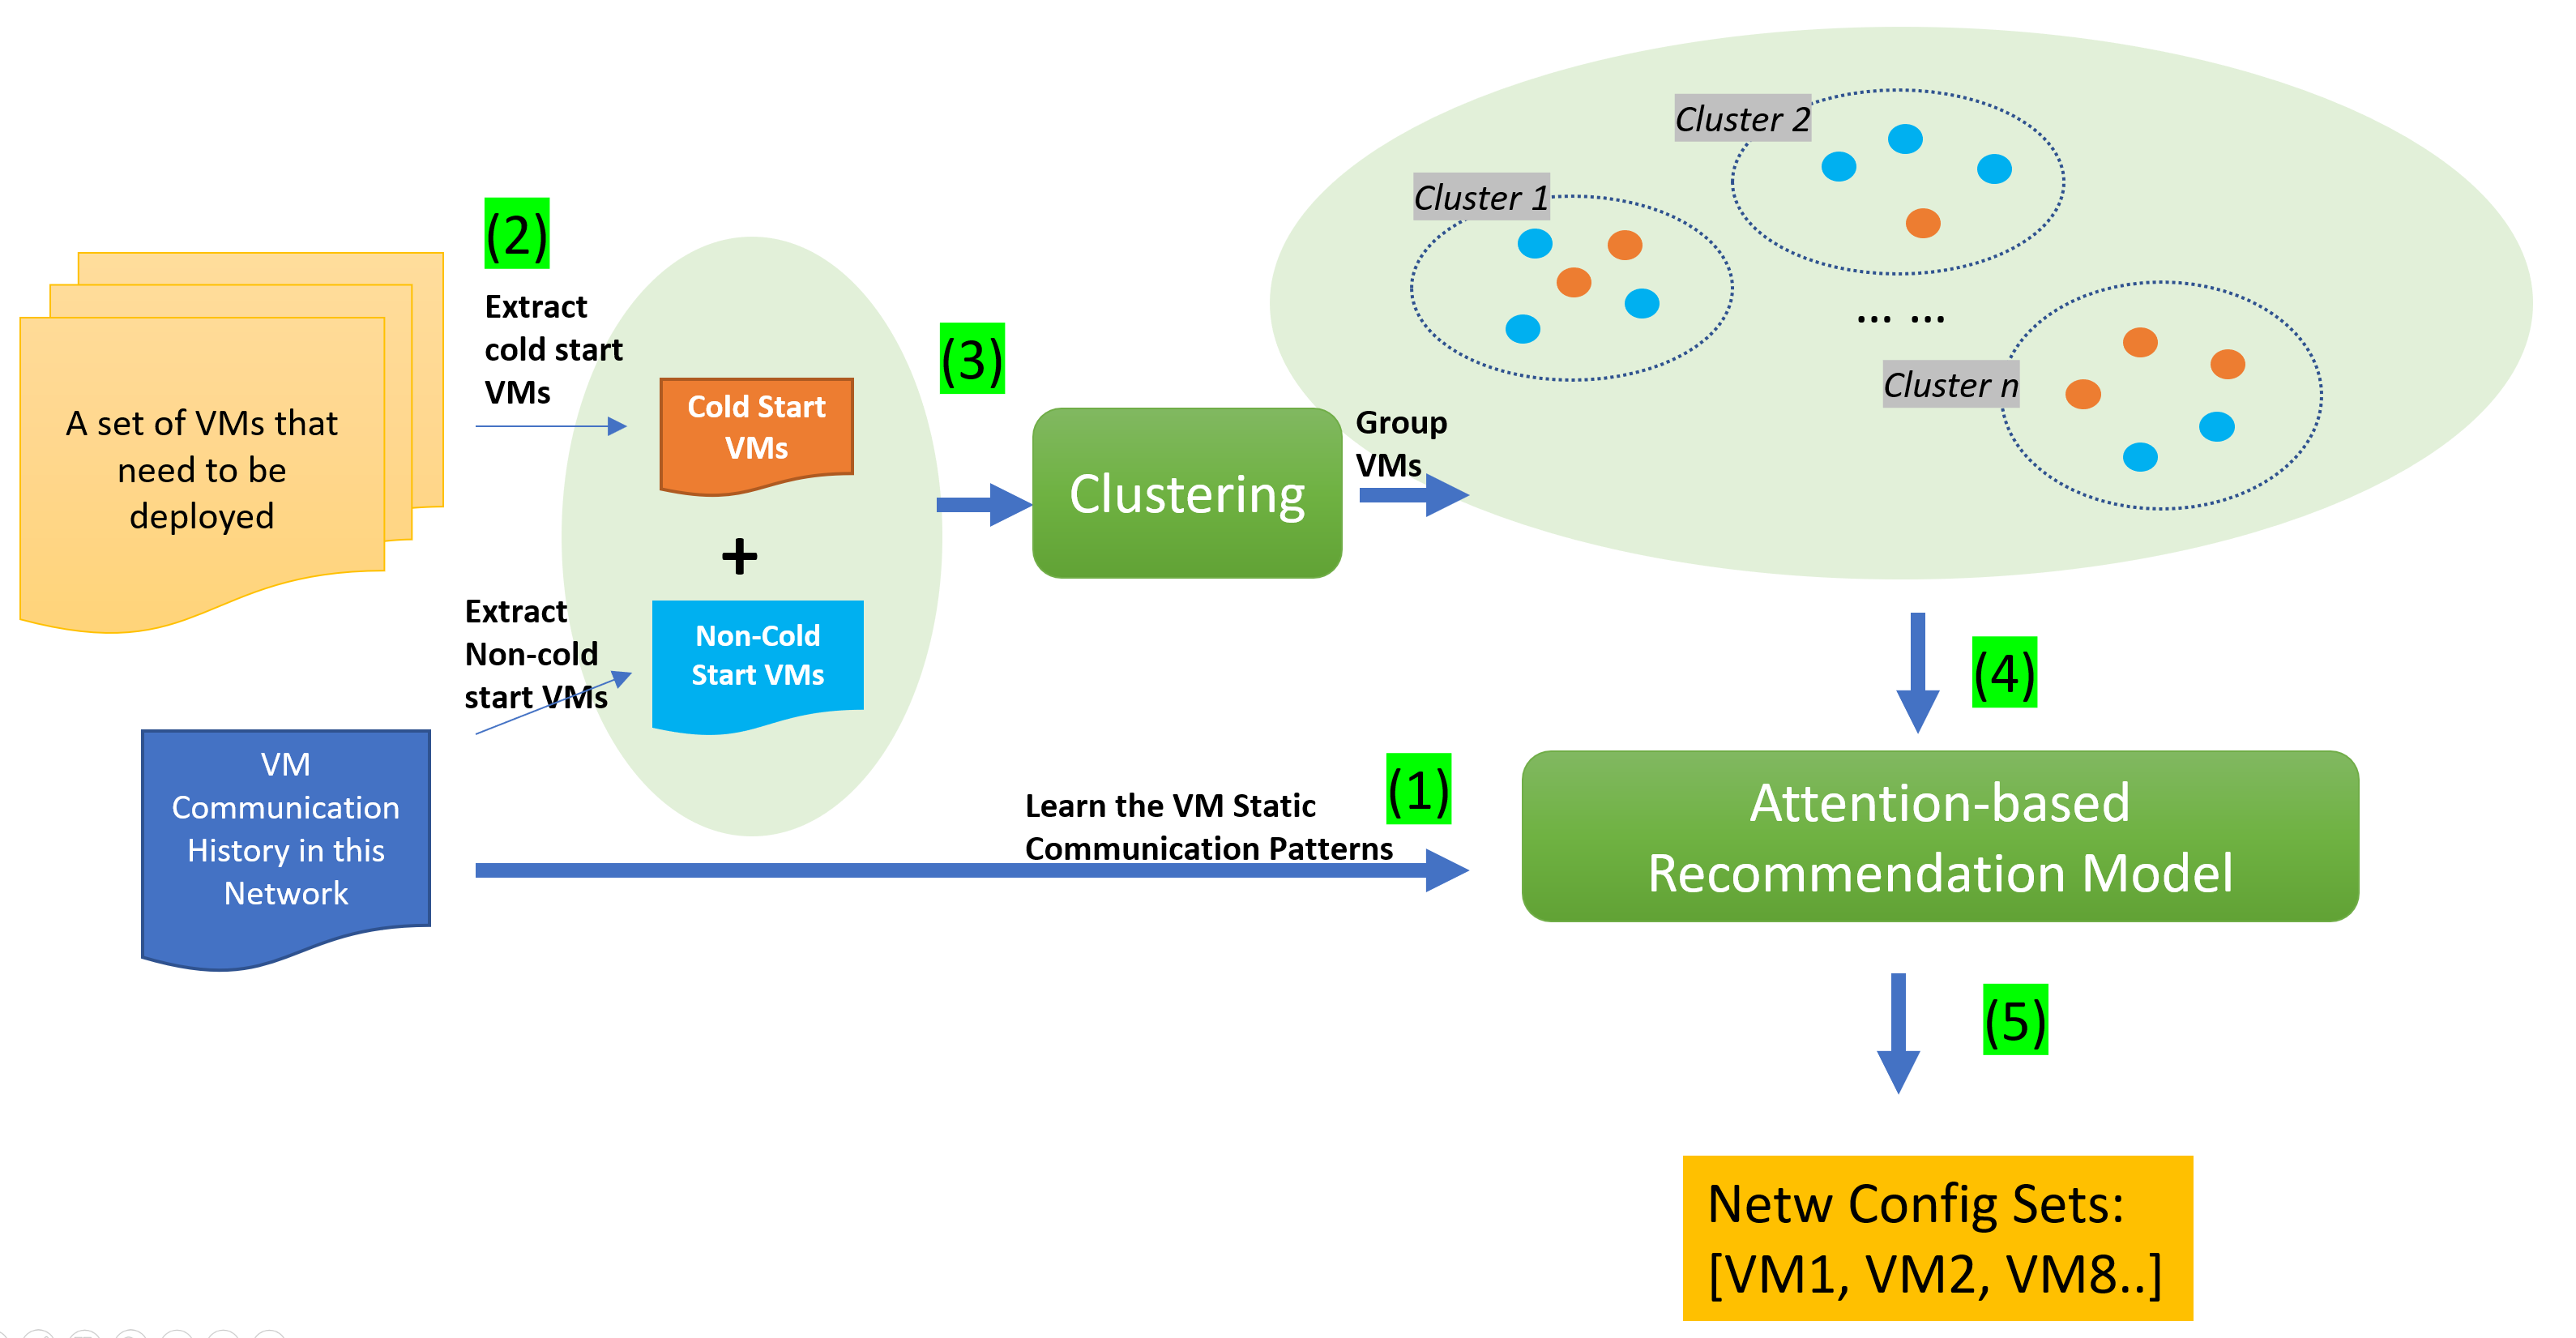 Cluster 2
Cluster 1
... ...
Cluster n
(2)
Extract
cold start
VMs
(3)
A set of VMs that
need to be
deployed
Cold Start
VMs
+
Non-Cold
Start VMs
Clustering
Group
VMs
Extract
Non-cold
start VMs
(4)
VM
Communication
History in this
Network
Learn the VM Static
Communication Patterns
(1)
Attention-based
Recommendation Model
(5)
Netw Config Sets:
[VM1, VM2, VM8..]